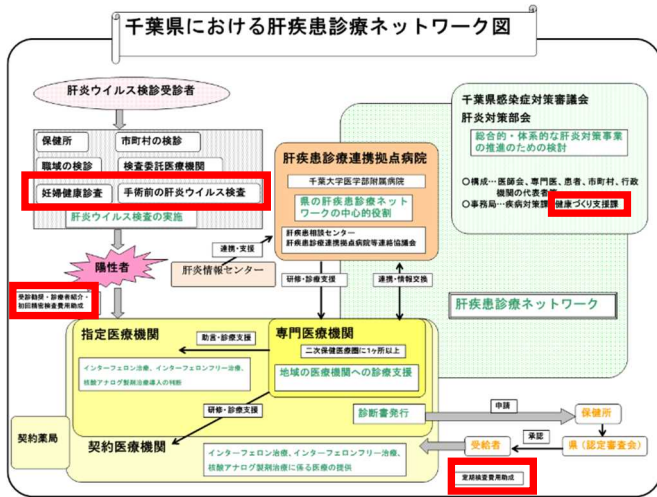 千葉県における肝疾患診療ネットワーク図
肝炎ウイルス検診受診者
保健所
市町村の検診
職域の検診
検査委託医療機関
妊婦健康診査
手術前の肝炎ウイルス検査
肝炎ウイルス検査の実施
陽性者
受診勧奨・診療者紹介・
初回精密検査費用助成
肝炎情報センター
連携・支援
肝疾患診療連携拠点病院
千葉大学医学部附属病院
県の肝疾患診療ネッ
トワークの中心的役割
肝疾患相談センター
肝疾患診療連携拠点病院等連絡協議会
研修・診療支援
連携・情報交換
千葉県感染症対策審議会
肝炎対策部会
総合的・体系的な肝炎対策事業
の推進のための検討
○構成…医師会、専門医、患者、市町村、行政
機関の代表者等
○事務局…疾病対策課、健康づくり支援課
肝疾患診療ネットワーク
指定医療機関
助言・診療支援
インターフェロン治療、インターフェロンフリー治療、
核酸アナログ製剤治療導入の判断
専門医療機関
二次保健医療圏に1ヶ所以上
地域の医療機関への診療支援
研修・診療支援
診断書発行
申請
保健所
承認
県（認定審査会）
受給者
定期検査費用助成
契約薬局
契約医療機関
インターフェロン治療、インターフェロンフリー治療、
核酸アナログ製剤治療に係る医療の提供